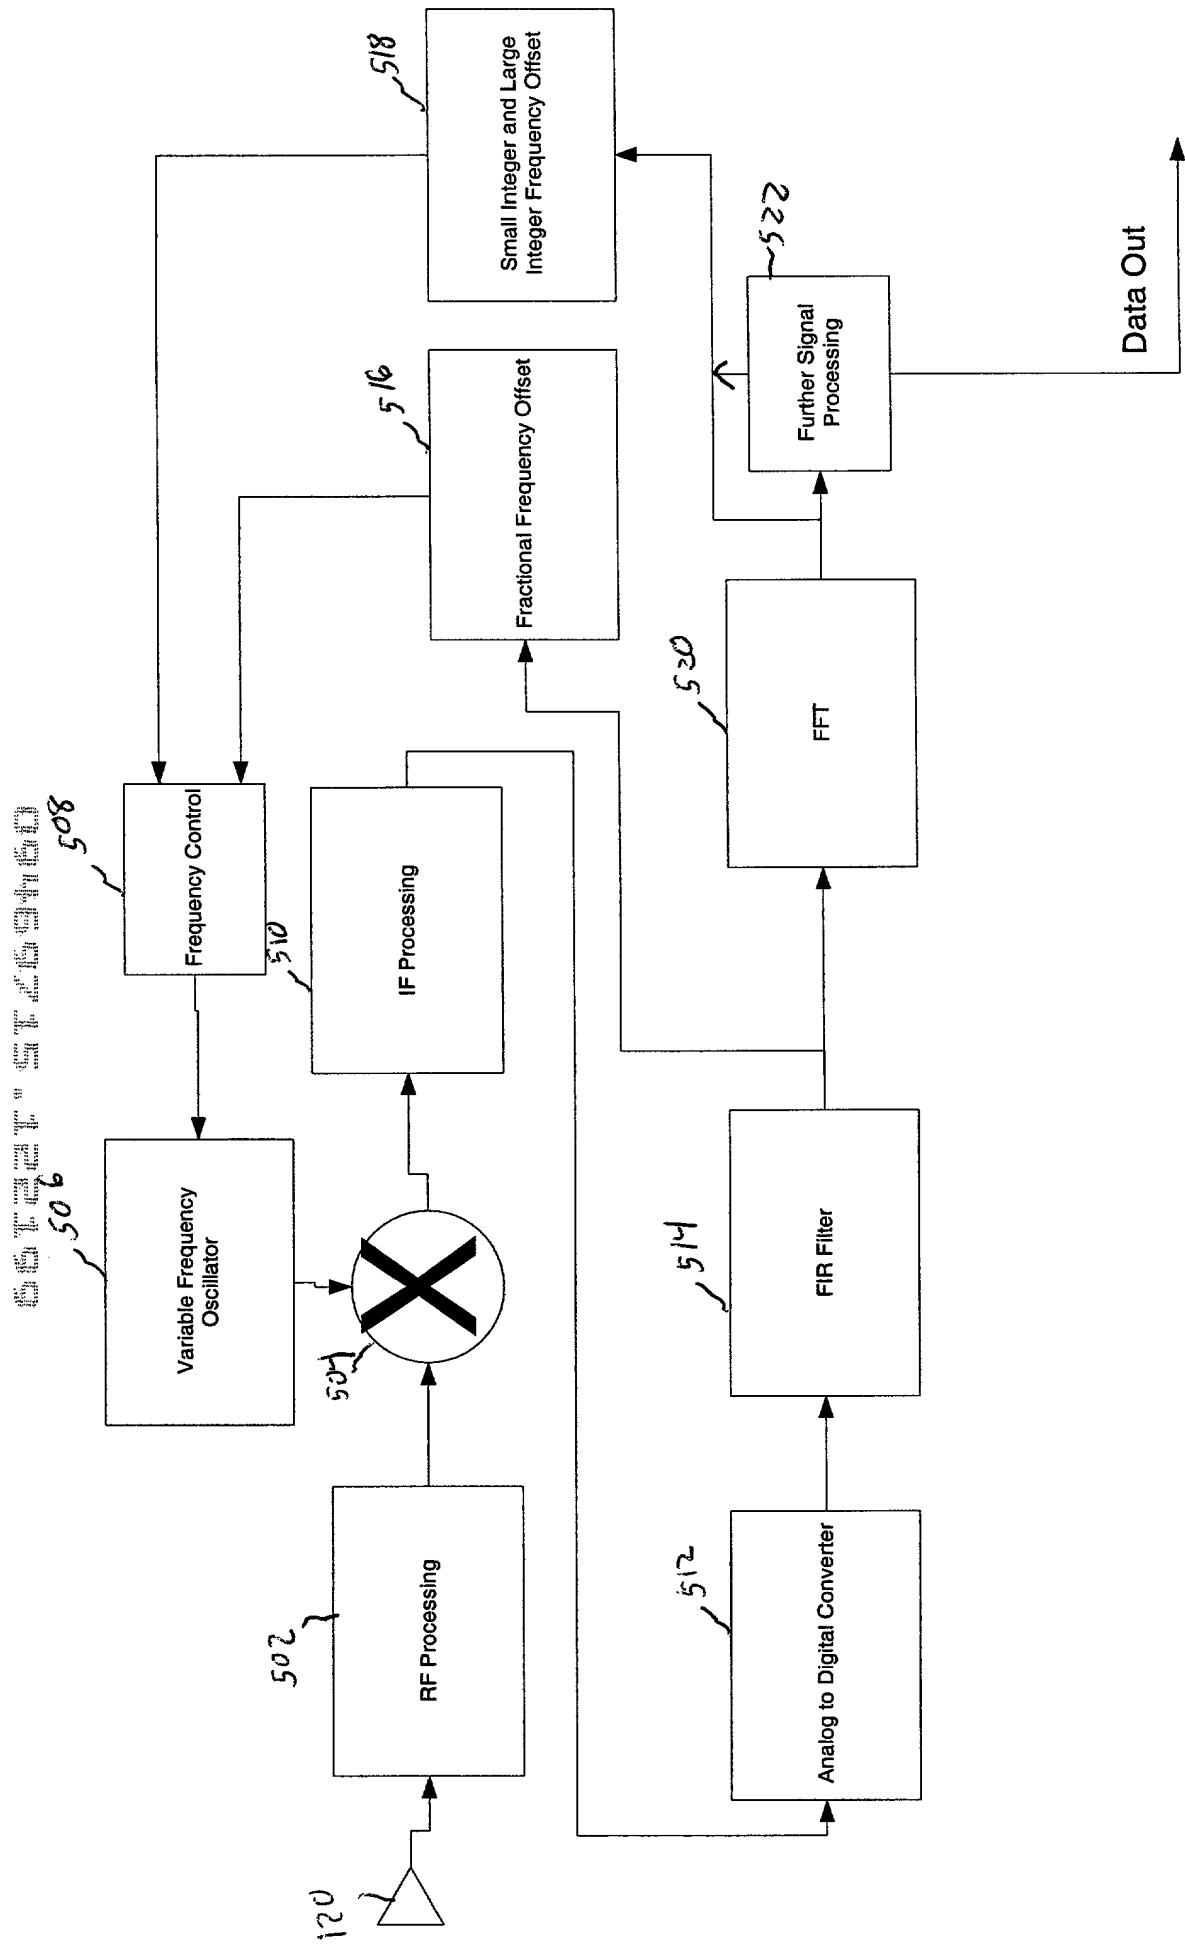 518
Small Integer and Large
Integer Frequency Offset
516
Fractional Frequency Offset
522
Further Signal
Processing
Data Out
508
Frequency Control
510
IF Processing
520
FFT
506
Variable Frequency
Oscillator
504
514
FIR Filter
502
RF Processing
512
Analog to Digital Converter
120